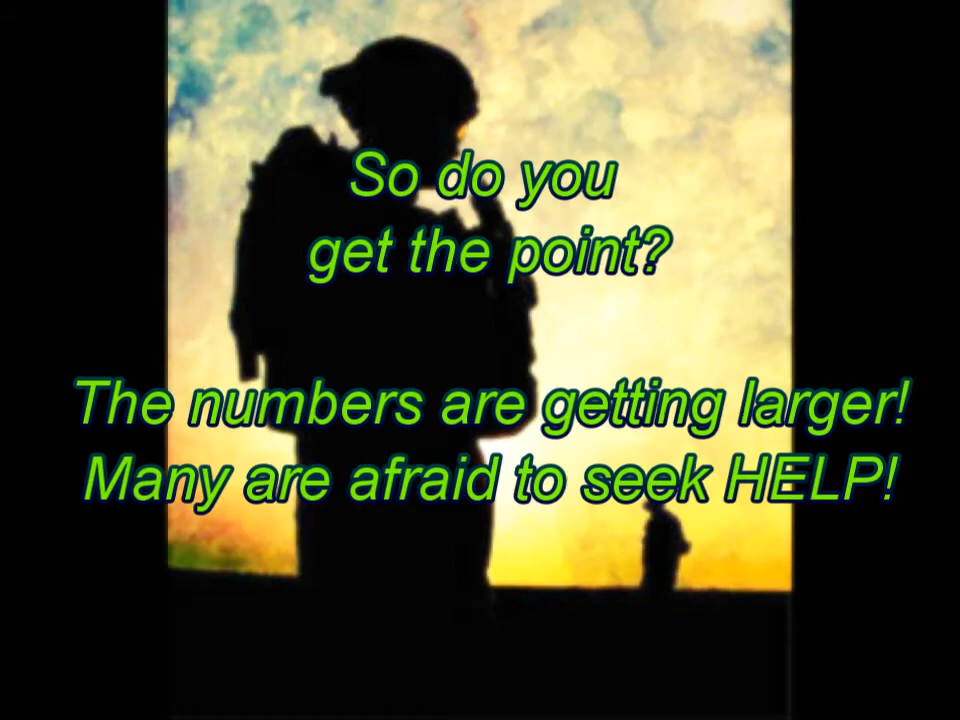 So do you
get the point?
The numbers are getting larger!
Many are afraid to seek HELP!